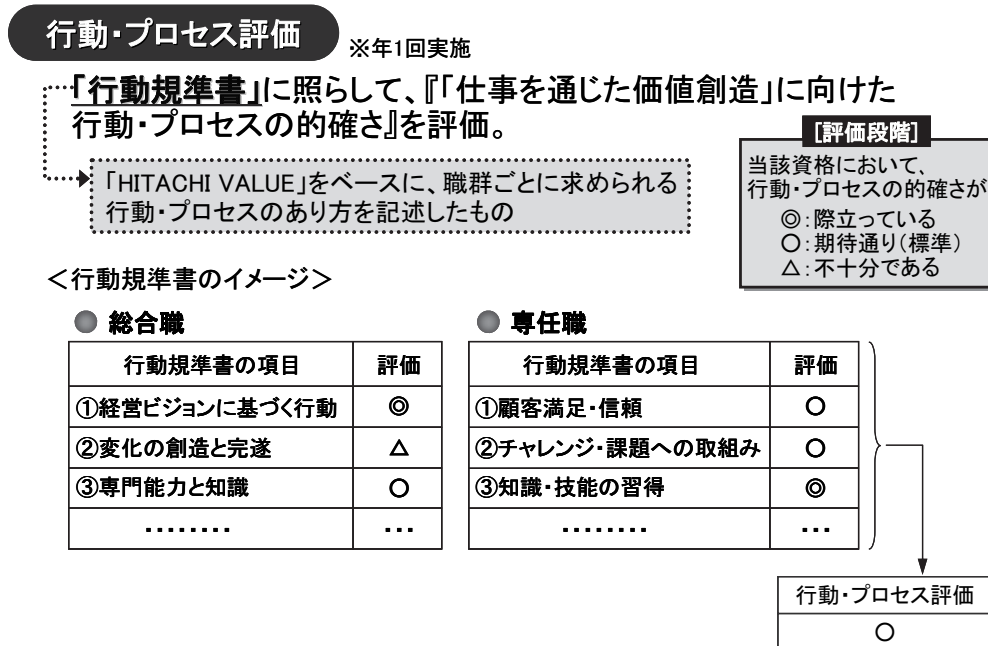 行動・プロセス評価
※年1回実施
「行動規準書」に照らして、『「仕事を通じた価値創造」に向けた
行動・プロセスの的確さ』を評価。
「HITACHI VALUE」をベースに、職群ごとに求められる
行動・プロセスのあり方を記述したもの
[評価段階]
当該資格において、
行動・プロセスの的確さが
◎:際立っている
○:期待通り(標準)
△:不十分である
<行動規準書のイメージ>
総合職
行動規準書の項目 評価
①経営ビジョンに基づく行動 ◎
②変化の創造と完遂 △
③専門能力と知識 ○
・・・・・・・・ ・・・
専任職
行動規準書の項目 評価
①顧客満足・信頼 ○
②チャレンジ・課題への取組み ○
③知識・技能の習得 ◎
・・・・・・・・ ・・・
行動・プロセス評価
○